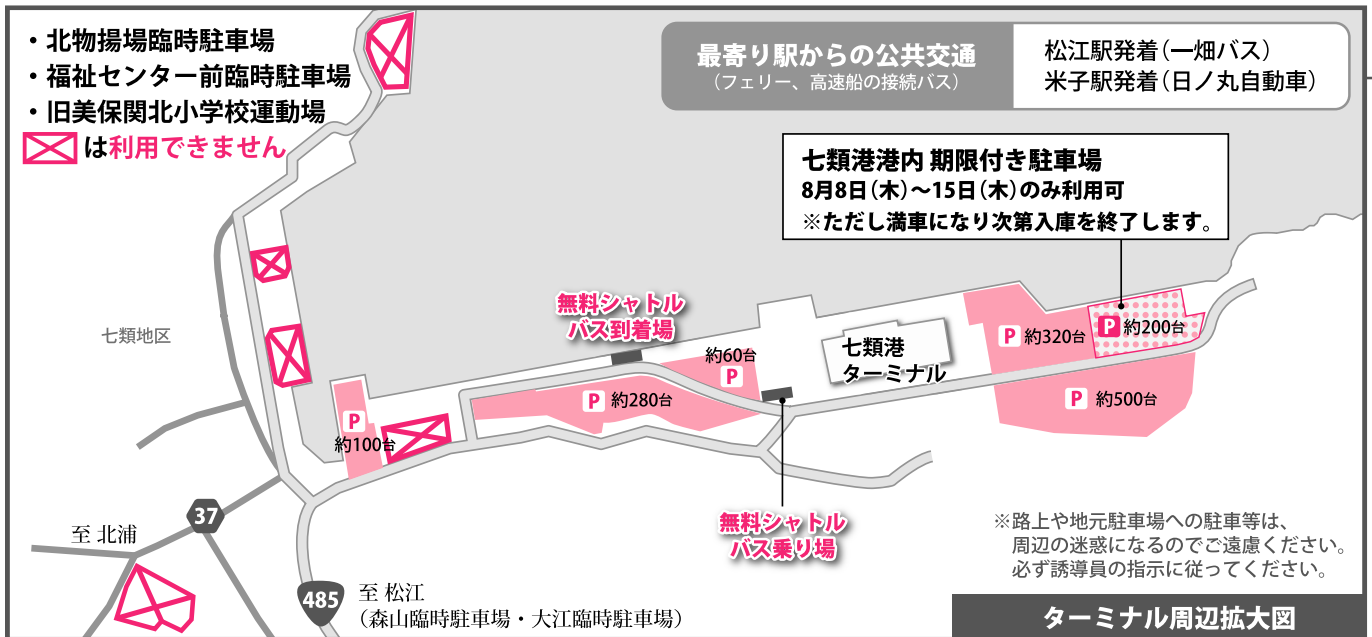 ・北物揚場臨時駐車場
・福祉センター前臨時駐車場
・旧美保関北小学校運動場
は利用できません
最寄り駅からの公共交通
（フェリー、高速船の接続バス）
松江駅発着（一畑バス）
米子駅発着（日ノ丸自動車）
七類港港内 期限付き駐車場
8月8日（木）～15日（木）のみ利用可
※ただし満車になり次第入庫を終了します。
七類地区
無料シャトル
バス到着場
約60台
P
七類港
ターミナル
P 約320台
P 約200台
P 約280台
P 約500台
P
約100台
無料シャトル
バス乗り場
37
至 北浦
485
至 松江
（森山臨時駐車場・大江臨時駐車場）
※路上や地元駐車場への駐車等は、
周辺の迷惑になるのでご遠慮ください。
必ず誘導員の指示に従ってください。
ターミナル周辺拡大図